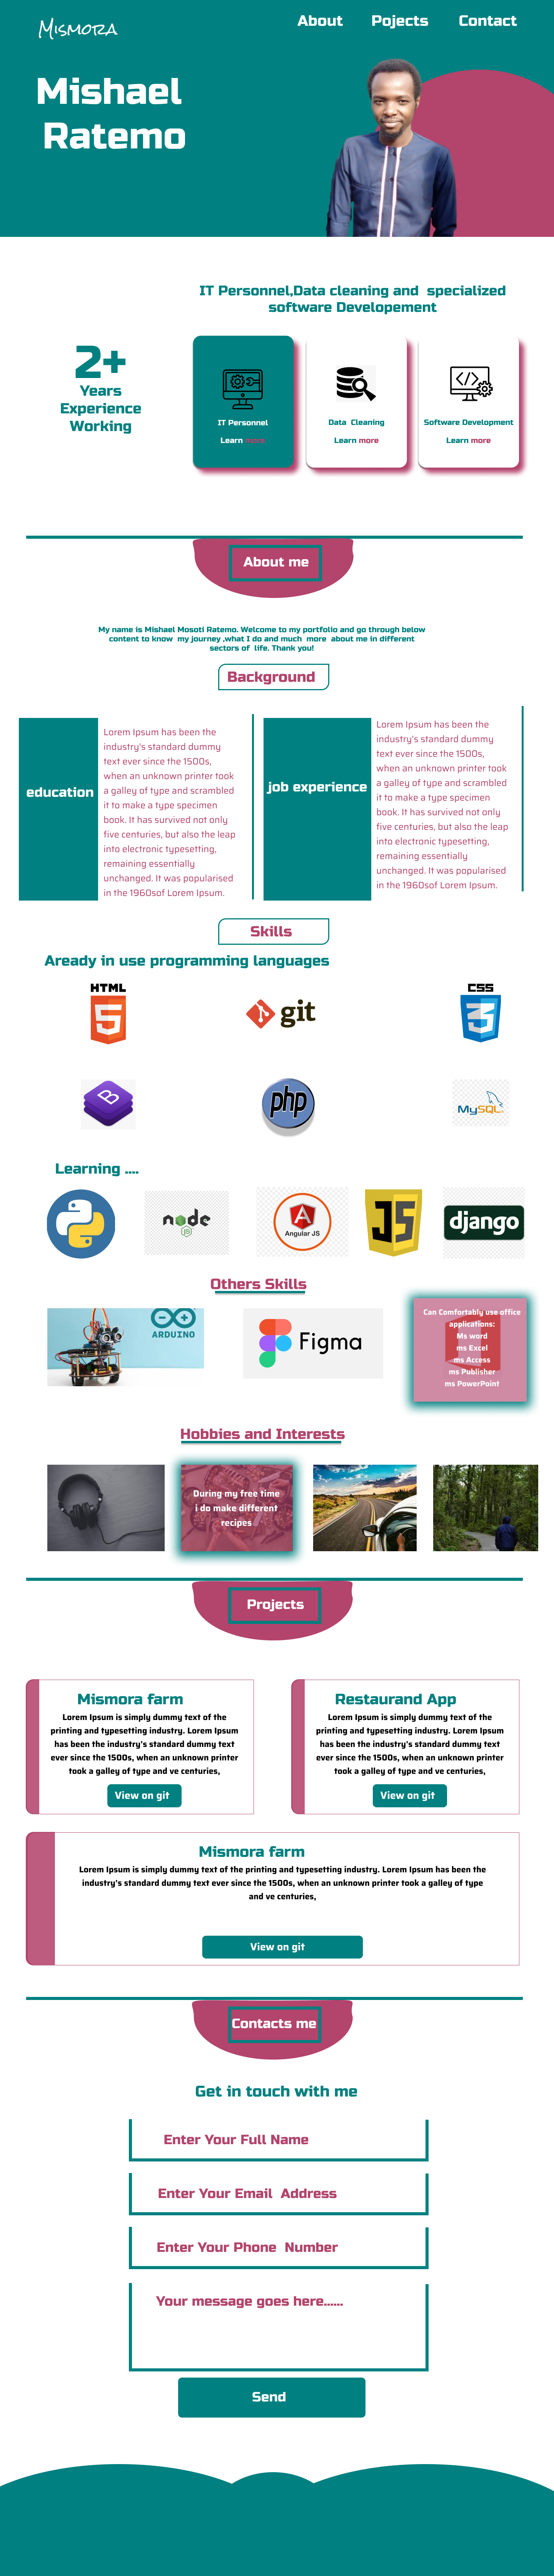 Mismora
About Pojects Contact
Mishael
Ratemo
IT Personnel,Data cleaning and specialized
software Developement
2+
Years
Experience
Working
IT Personnel
Learn more
Data Cleaning
Learn more
Software Development
Learn more
About me
My name is Mishael Mosoti Ratemo. Welcome to my portfolio and go through below
content to know my journey ,what I do and much more about me in different
sectors of life. Thank you!
Background
education
Lorem Ipsum has been the
industry's standard dummy
text ever since the 1500s,
when an unknown printer took
a galley of type and scrambled
it to make a type specimen
book. It has survived not only
five centuries, but also the leap
into electronic typesetting,
remaining essentially
unchanged. It was popularised
in the 1960sof Lorem Ipsum.
job experience
Lorem Ipsum has been the
industry's standard dummy
text ever since the 1500s,
when an unknown printer took
a galley of type and scrambled
it to make a type specimen
book. It has survived not only
five centuries, but also the leap
into electronic typesetting,
remaining essentially
unchanged. It was popularised
in the 1960sof Lorem Ipsum.
Skills
Aready in use programming languages
HTML
5
git
CSS
3
B
php
MySQL
Learning ....
node
JS
A
Angular JS
JS
django
Others Skills
ARDUINO
Figma
Can Comfortably use office
applications:
Ms word
ms Excel
ms Access
ms Publisher
ms PowerPoint
Hobbies and Interests
During my free time
i do make different
recipes
Projects
Mismora farm
Lorem Ipsum is simply dummy text of the
printing and typesetting industry. Lorem Ipsum
has been the industry's standard dummy text
ever since the 1500s, when an unknown printer
took a galley of type and ve centuries,
View on git
Restaurand App
Lorem Ipsum is simply dummy text of the
printing and typesetting industry. Lorem Ipsum
has been the industry's standard dummy text
ever since the 1500s, when an unknown printer
took a galley of type and ve centuries,
View on git
Mismora farm
Lorem Ipsum is simply dummy text of the printing and typesetting industry. Lorem Ipsum has been the
industry's standard dummy text ever since the 1500s, when an unknown printer took a galley of type
and ve centuries,
View on git
Contacts me
Get in touch with me
Enter Your Full Name
Enter Your Email Address
Enter Your Phone Number
Your message goes here......
Send